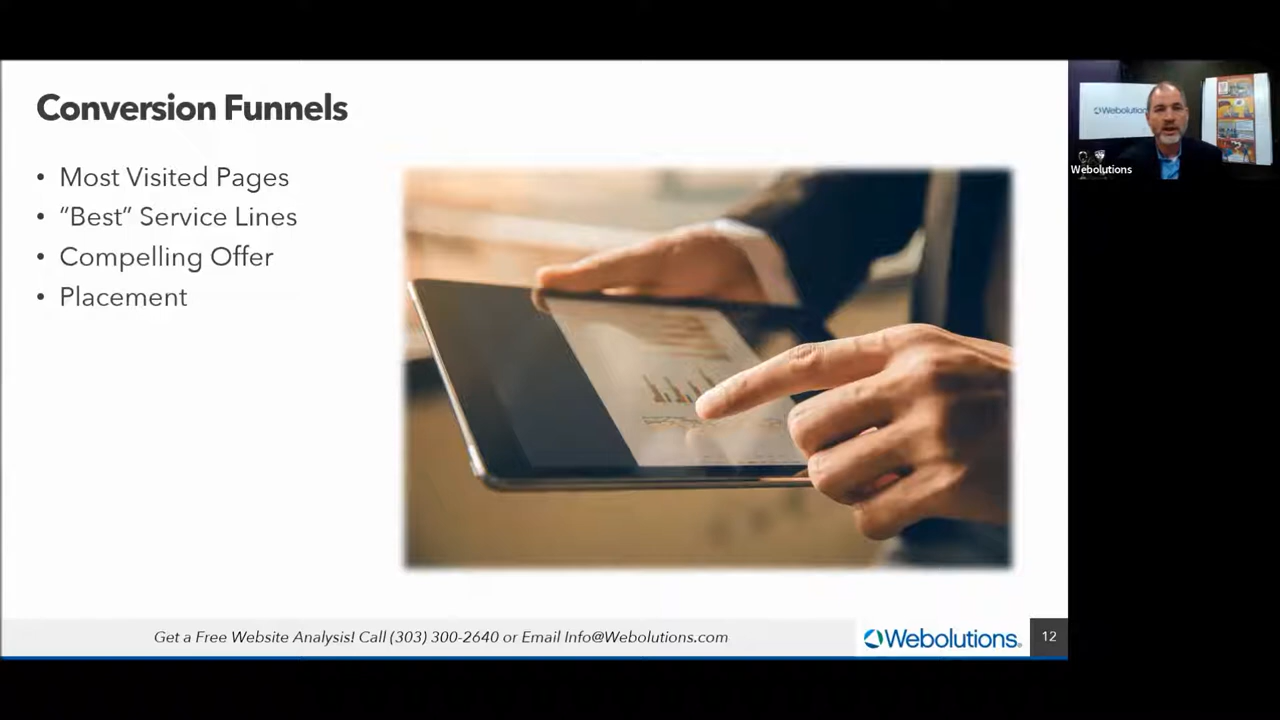 Conversion Funnels
• Most Visited Pages
• “Best” Service Lines
• Compelling Offer
• Placement
Get a Free Website Analysis! Call (303) 300-2640 or Email Info@Webolutions.com
Webolutions®
12
Webolutions
Webolutions